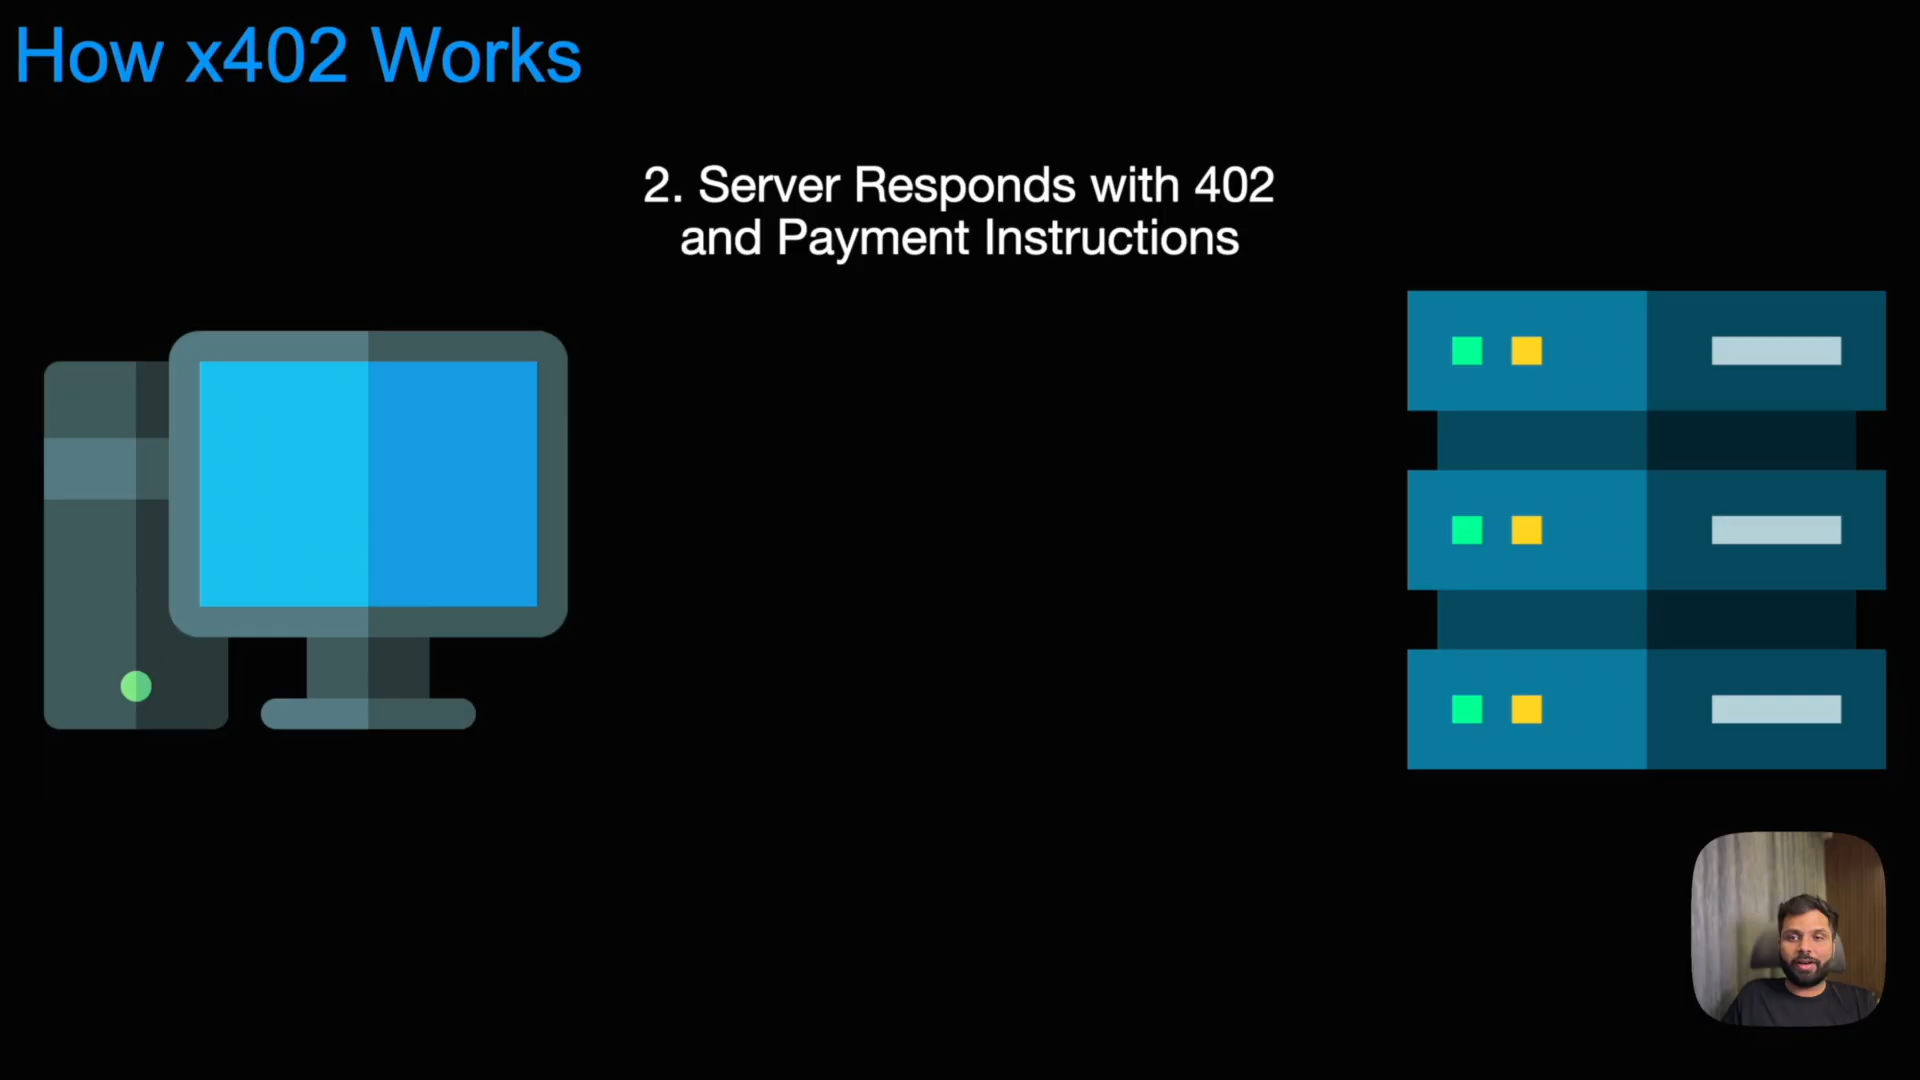 How x402 Works
2. Server Responds with 402
and Payment Instructions